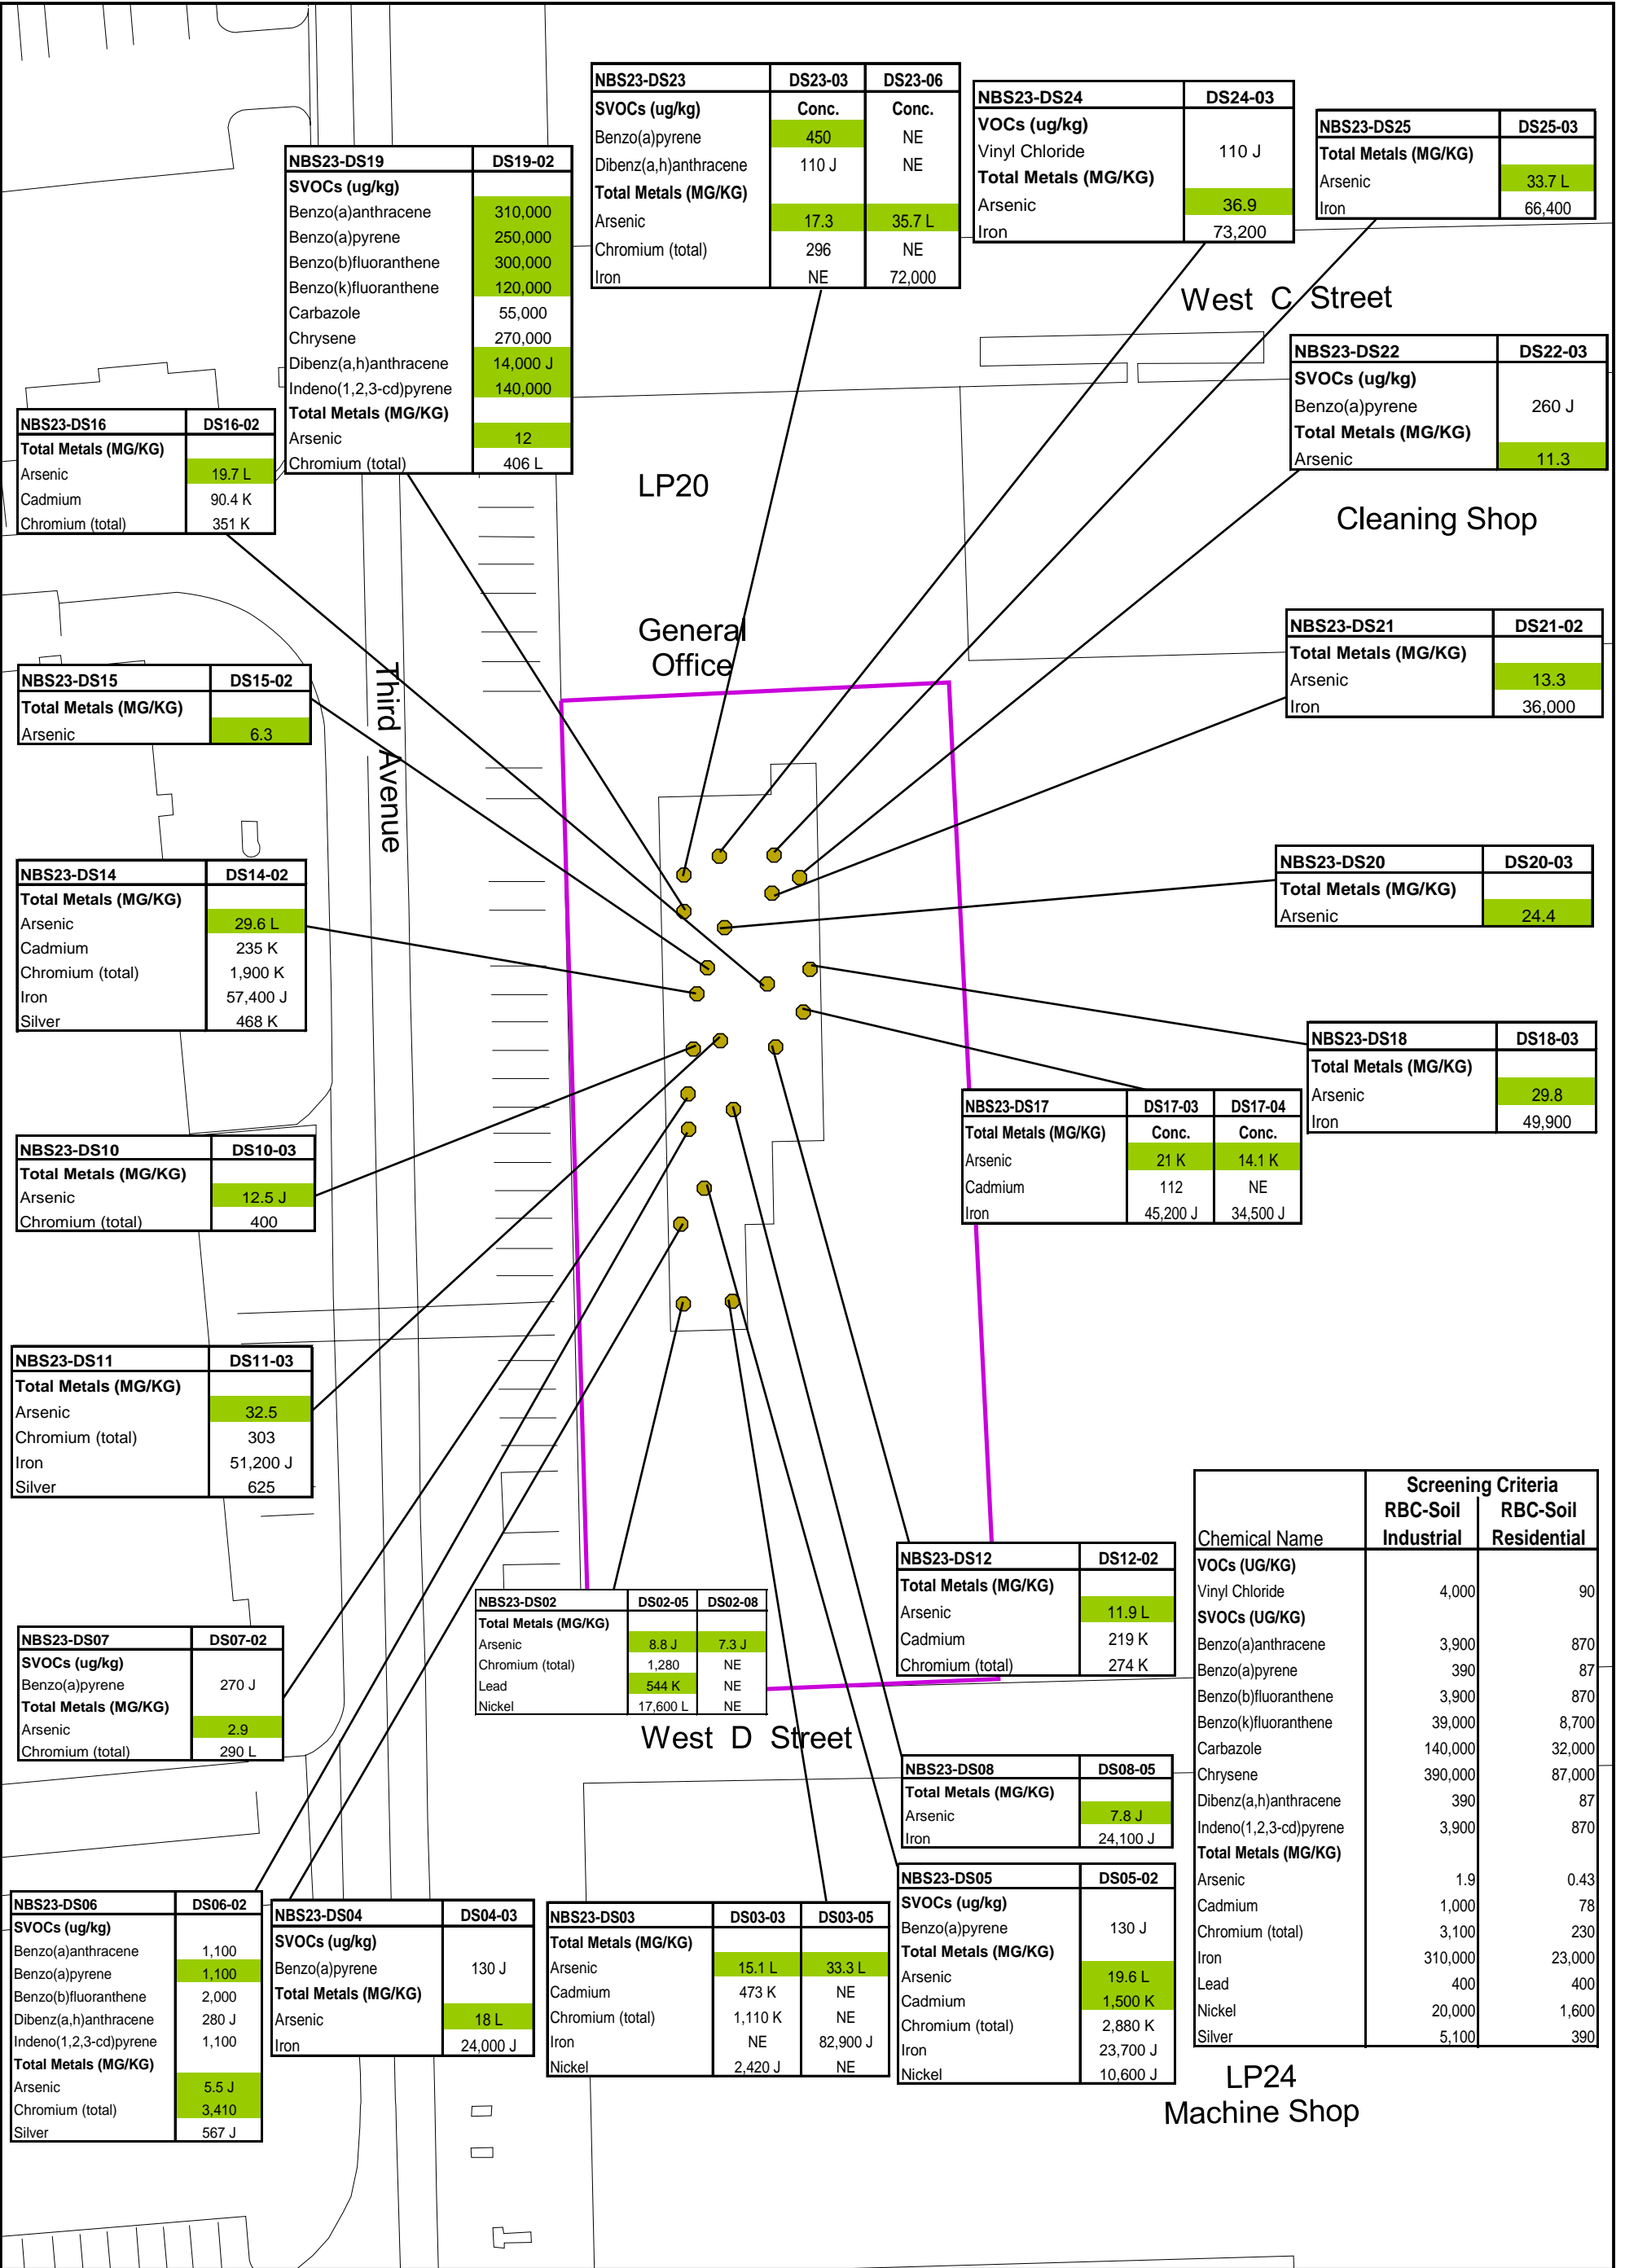 NBS23-DS23 DS23-03 DS23-06
SVOCs (ug/kg) Conc. Conc.
Benzo(a)pyrene 450 NE
Dibenz(a,h)anthracene 110 J NE
Total Metals (MG/KG)
Arsenic 17.3 35.7 L
Chromium (total) 296 NE
Iron NE 72,000
NBS23-DS24 DS24-03
VOCs (ug/kg)
Vinyl Chloride 110 J
Total Metals (MG/KG)
Arsenic 36.9
Iron 73,200
NBS23-DS25 DS25-03
Total Metals (MG/KG)
Arsenic 33.7 L
Iron 66,400
NBS23-DS19 DS19-02
SVOCs (ug/kg)
Benzo(a)anthracene 310,000
Benzo(a)pyrene 250,000
Benzo(b)fluoranthene 300,000
Benzo(k)fluoranthene 120,000
Carbazole 55,000
Chrysene 270,000
Dibenz(a,h)anthracene 14,000 J
Indeno(1,2,3-cd)pyrene 140,000
Total Metals (MG/KG)
Arsenic 12
Chromium (total) 406 L
West C Street
NBS23-DS22 DS22-03
SVOCs (ug/kg)
Benzo(a)pyrene 260 J
Total Metals (MG/KG)
Arsenic 11.3
NBS23-DS16 DS16-02
Total Metals (MG/KG)
Arsenic 19.7 L
Cadmium 90.4 K
Chromium (total) 351 K
LP20
Cleaning Shop
General
Office
NBS23-DS21 DS21-02
Total Metals (MG/KG)
Arsenic 13.3
Iron 36,000
NBS23-DS15 DS15-02
Total Metals (MG/KG)
Arsenic 6.3
Third Avenue
NBS23-DS14 DS14-02
Total Metals (MG/KG)
Arsenic 29.6 L
Cadmium 235 K
Chromium (total) 1,900 K
Iron 57,400 J
Silver 468 K
NBS23-DS20 DS20-03
Total Metals (MG/KG)
Arsenic 24.4
NBS23-DS18 DS18-03
Total Metals (MG/KG)
Arsenic 29.8
Iron 49,900
NBS23-DS17 DS17-03 DS17-04
Total Metals (MG/KG) Conc. Conc.
Arsenic 21 K 14.1 K
Cadmium 112 NE
Iron 45,200 J 34,500 J
NBS23-DS10 DS10-03
Total Metals (MG/KG)
Arsenic 12.5 J
Chromium (total) 400
NBS23-DS11 DS11-03
Total Metals (MG/KG)
Arsenic 32.5
Chromium (total) 303
Iron 51,200 J
Silver 625
NBS23-DS07 DS07-02
SVOCs (ug/kg)
Benzo(a)pyrene 270 J
Total Metals (MG/KG)
Arsenic 2.9
Chromium (total) 290 L
NBS23-DS02 DS02-05 DS02-08
Total Metals (MG/KG)
Arsenic 8.8 J 7.3 J
Chromium (total) 1,280 NE
Lead 544 K NE
Nickel 17,600 L NE
West D Street
NBS23-DS12 DS12-02
Total Metals (MG/KG)
Arsenic 11.9 L
Cadmium 219 K
Chromium (total) 274 K
NBS23-DS08 DS08-05
Total Metals (MG/KG)
Arsenic 7.8 J
Iron 24,100 J
Screening Criteria
RBC-Soil RBC-Soil
Chemical Name Industrial Residential
VOCs (UG/KG)
Vinyl Chloride 4,000 90
SVOCs (UG/KG)
Benzo(a)anthracene 3,900 870
Benzo(a)pyrene 390 87
Benzo(b)fluoranthene 3,900 870
Benzo(k)fluoranthene 39,000 8,700
Carbazole 140,000 32,000
Chrysene 390,000 87,000
Dibenz(a,h)anthracene 390 87
Indeno(1,2,3-cd)pyrene 3,900 870
Total Metals (MG/KG)
Arsenic 1.9 0.43
Cadmium 1,000 78
Chromium (total) 3,100 230
Iron 310,000 23,000
Lead 400 400
Nickel 20,000 1,600
Silver 5,100 390
NBS23-DS06 DS06-02
SVOCs (ug/kg)
Benzo(a)anthracene 1,100
Benzo(a)pyrene 1,100
Benzo(b)fluoranthene 2,000
Dibenz(a,h)anthracene 280 J
Indeno(1,2,3-cd)pyrene 1,100
Total Metals (MG/KG)
Arsenic 5.5 J
Chromium (total) 3,410
Silver 567 J
NBS23-DS04 DS04-03
SVOCs (ug/kg)
Benzo(a)pyrene 130 J
Total Metals (MG/KG)
Arsenic 18 L
Iron 24,000 J
NBS23-DS03 DS03-03 DS03-05
Total Metals (MG/KG)
Arsenic 15.1 L 33.3 L
Cadmium 473 K NE
Chromium (total) 1,110 K NE
Iron NE 82,900 J
Nickel 2,420 J NE
NBS23-DS05 DS05-02
SVOCs (ug/kg)
Benzo(a)pyrene 130 J
Total Metals (MG/KG)
Arsenic 19.6 L
Cadmium 1,500 K
Chromium (total) 2,880 K
Iron 23,700 J
Nickel 10,600 J
LP24
Machine Shop